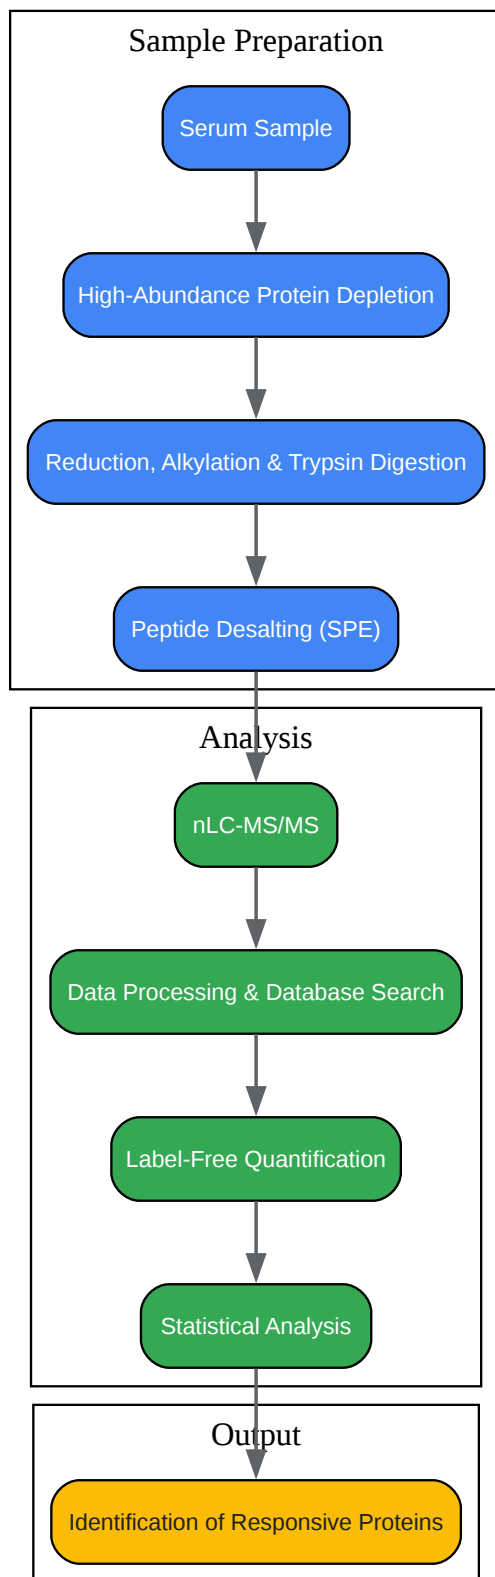 Sample Preparation
Serum Sample
High-Abundance Protein Depletion
Reduction, Alkylation & Trypsin Digestion
Peptide Desalting (SPE)
Analysis
nLC-MS/MS
Data Processing & Database Search
Label-Free Quantification
Statistical Analysis
Output
Identification of Responsive Proteins